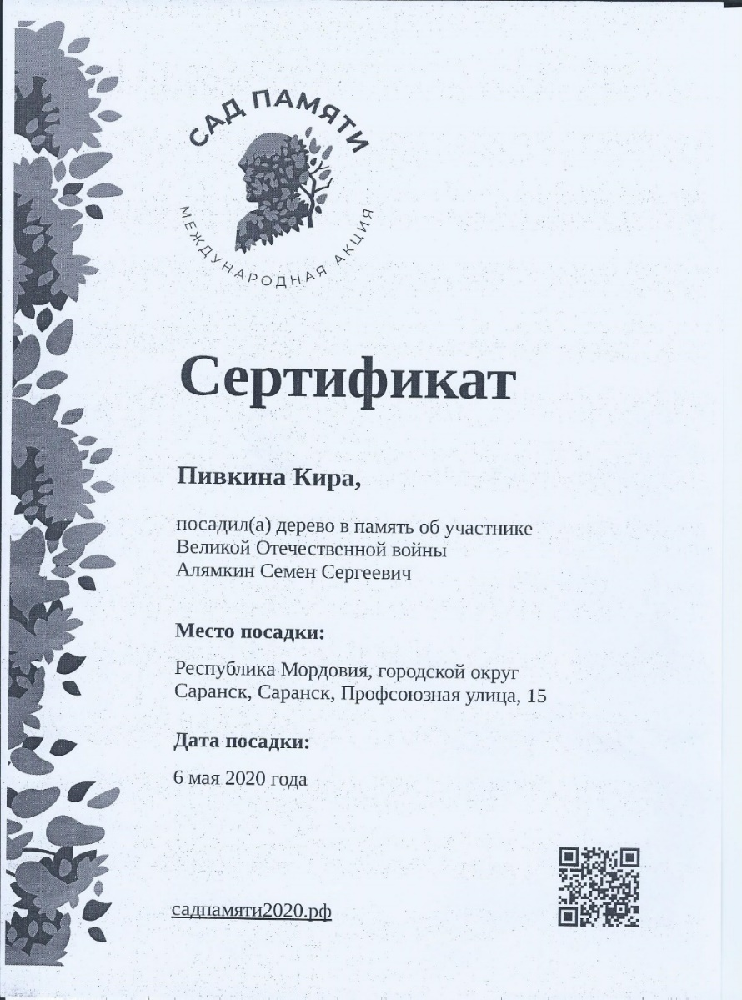 САД ПАМЯТИ
МЕЖДУНАРОДНАЯ АКЦИЯ
Сертификат
Пивкина Кира,
посадил(а) дерево в память об участнике
Великой Отечественной войны
Алямкин Семен Сергеевич
Место посадки:
Республика Мордовия, городской округ
Саранск, Саранск, Профсоюзная улица, 15
Дата посадки:
6 мая 2020 года
садпамяти2020.рф